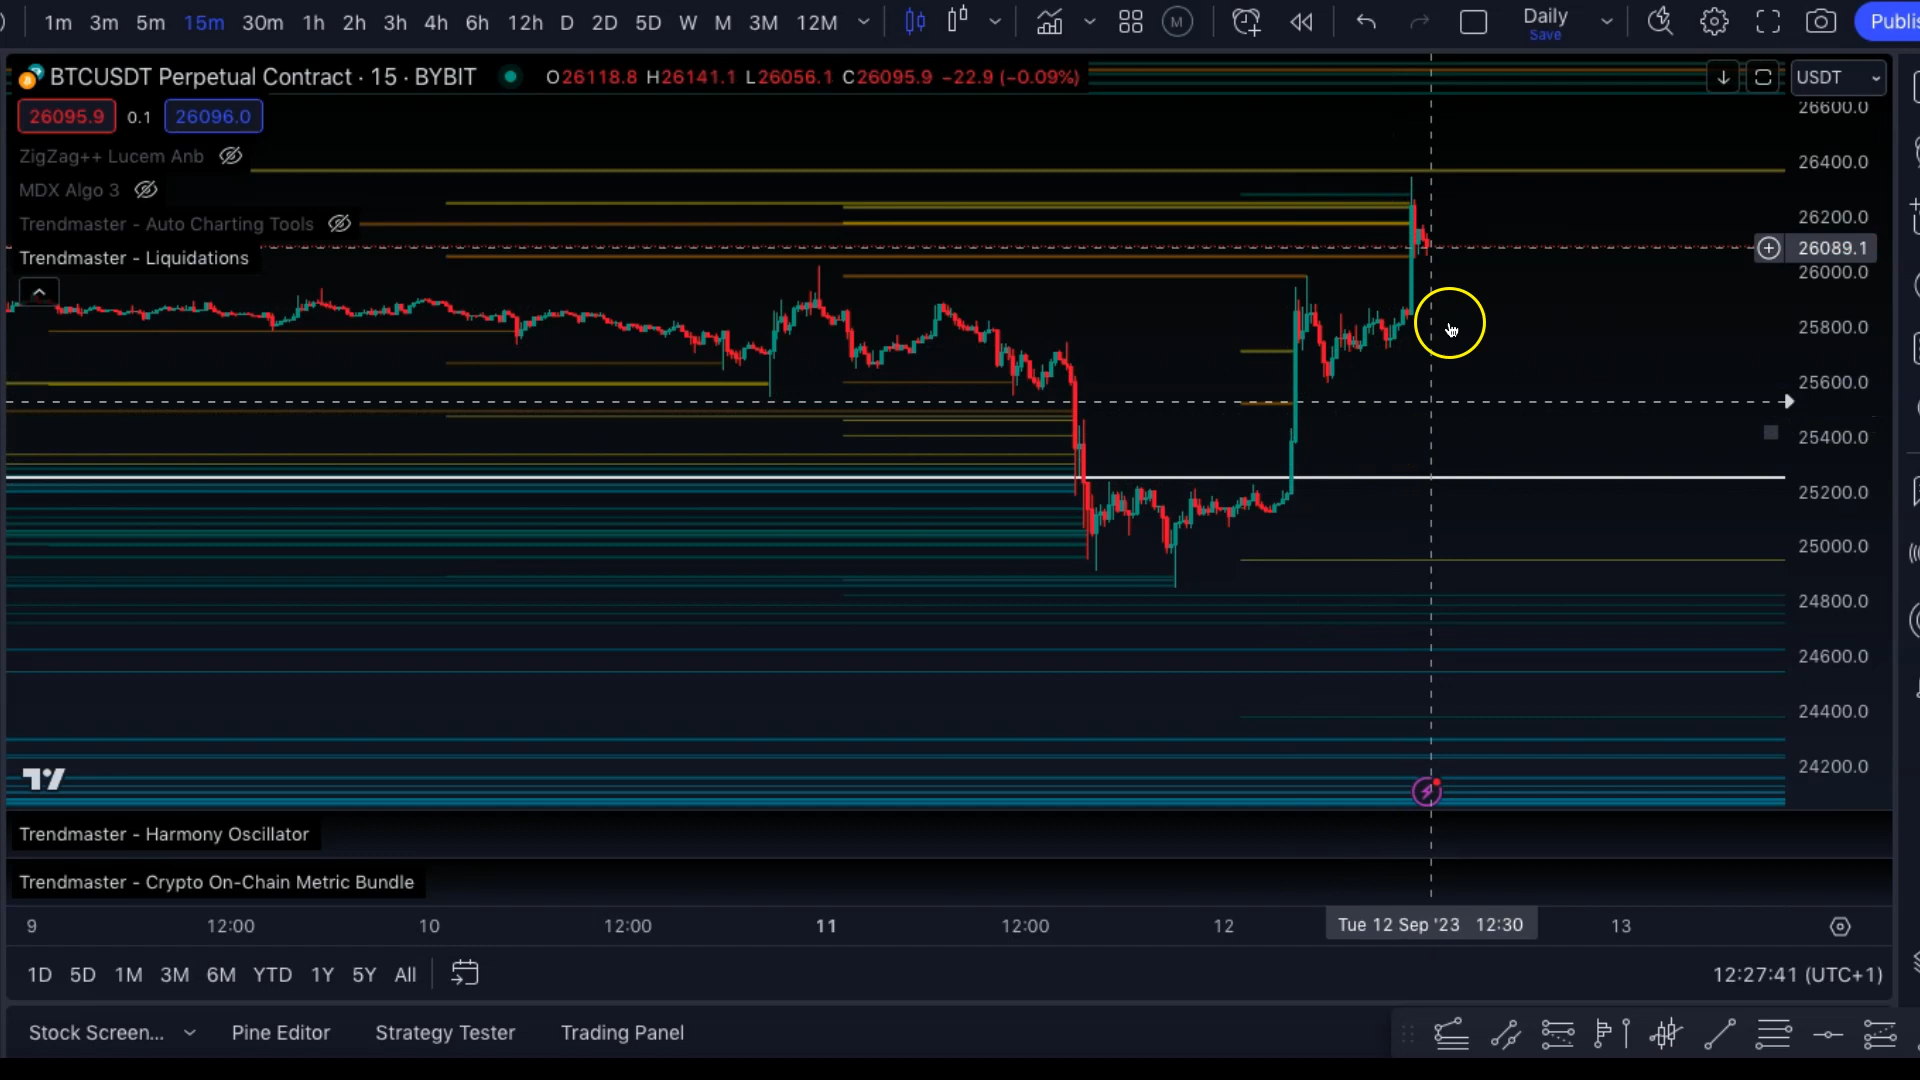 1m 3m 5m 15m 30m 1h 2h 3h 4h 6h 12h D 2D 5D W M 3M 12M M Daily
Save
BTCUSDT Perpetual Contract · 15 · BYBIT O26118.8 H26141.1 L26056.1 C26095.9 −22.9 (−0.09%) USDT
26095.9 0.1 26096.0
ZigZag++ Lucem Anb
MDX Algo 3
Trendmaster - Auto Charting Tools
Trendmaster - Liquidations
26600.0
26400.0
26200.0
26089.1
26000.0
25800.0
25600.0
25400.0
25200.0
25000.0
24800.0
24600.0
24400.0
24200.0
Trendmaster - Harmony Oscillator
Trendmaster - Crypto On-Chain Metric Bundle
9 12:00 10 12:00 11 12:00 12 Tue 12 Sep '23 12:30 13
1D 5D 1M 3M 6M YTD 1Y 5Y All 12:27:41 (UTC+1)
Stock Screen... Pine Editor Strategy Tester Trading Panel